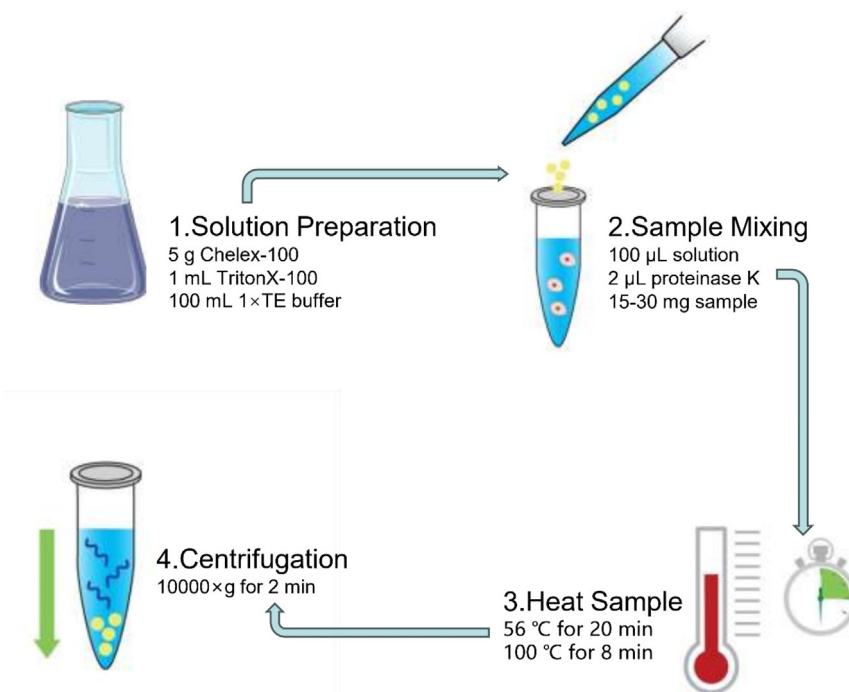 1.Solution Preparation
5 g Chelex-100
1 mL TritonX-100
100 mL 1×TE buffer
2.Sample Mixing
100 μL solution
2 μL proteinase K
15-30 mg sample
3.Heat Sample
56 ℃ for 20 min
100 ℃ for 8 min
4.Centrifugation
10000×g for 2 min